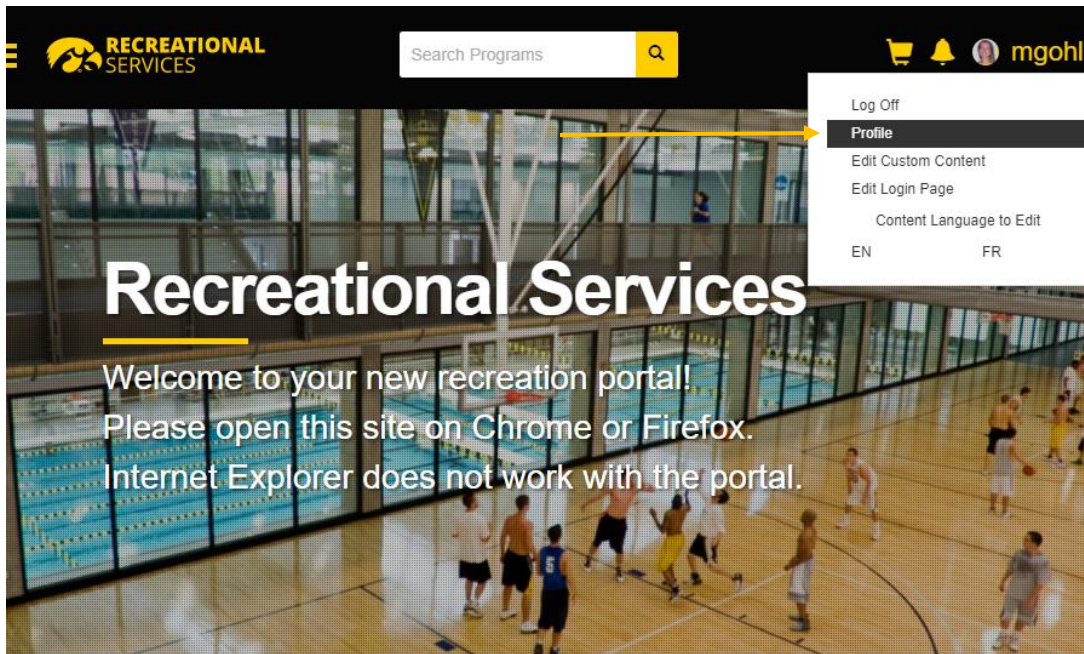 RECREATIONAL
SERVICES
Search Programs
mgohl
Log Off
Profile
Edit Custom Content
Edit Login Page
Content Language to Edit
EN FR
Recreational Services
Welcome to your new recreation portal!
Please open this site on Chrome or Firefox.
Internet Explorer does not work with the portal.